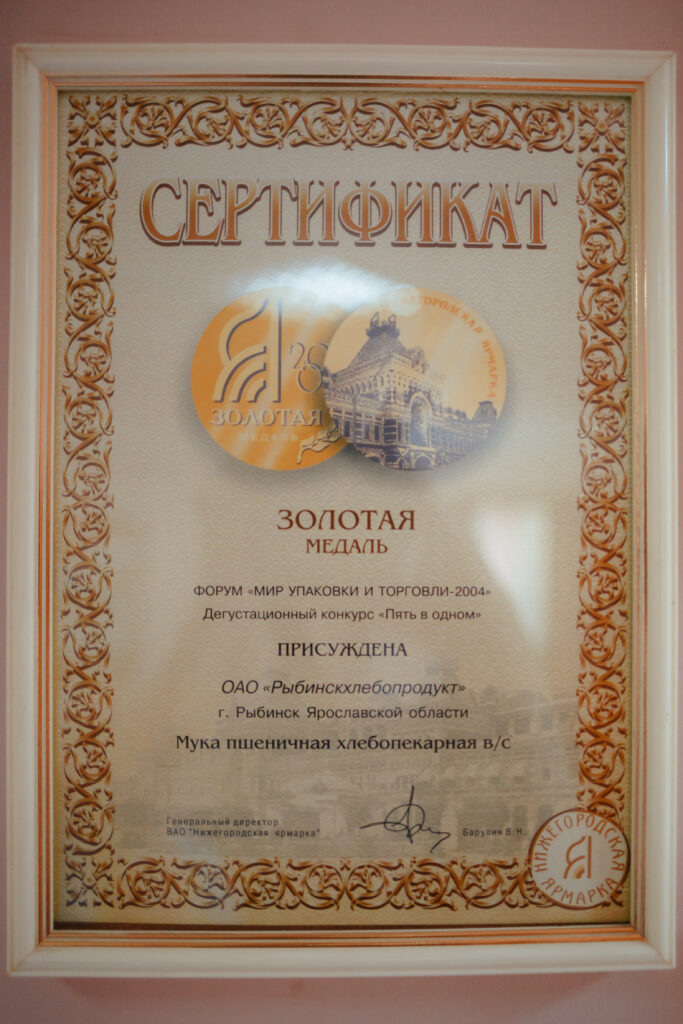 СЕРТИФИКАТ
НИЖЕГОРОДСКАЯ ЯРМАРКА
ЗОЛОТАЯ
МЕДАЛЬ
ЗОЛОТАЯ
МЕДАЛЬ
ФОРУМ «МИР УПАКОВКИ И ТОРГОВЛИ-2004»
Дегустационный конкурс «Пять в одном»
ПРИСУЖДЕНА
ОАО «Рыбинскхлебопродукт»
г. Рыбинск Ярославской области
Мука пшеничная хлебопекарная в/с
Генеральный директор
ВАО "Нижегородская ярмарка"
Барулин В. Н.
НИЖЕГОРОДСКАЯ
ЯРМАРКА